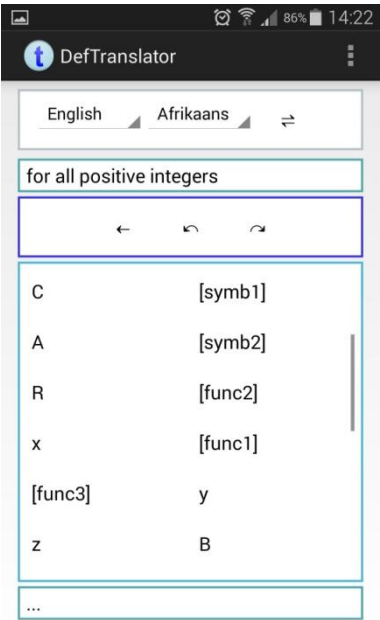 86% 14:22
t DefTranslator
English Afrikaans ⇌
for all positive integers
← ↶ ↷
C [symb1]
A [symb2]
R [func2]
x [func1]
[func3] y
z B
...